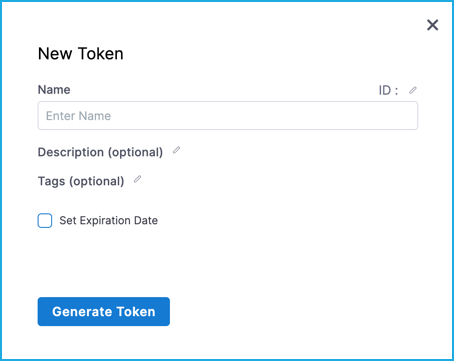 New Token
Name ID :
Enter Name
Description (optional)
Tags (optional)
Set Expiration Date
Generate Token